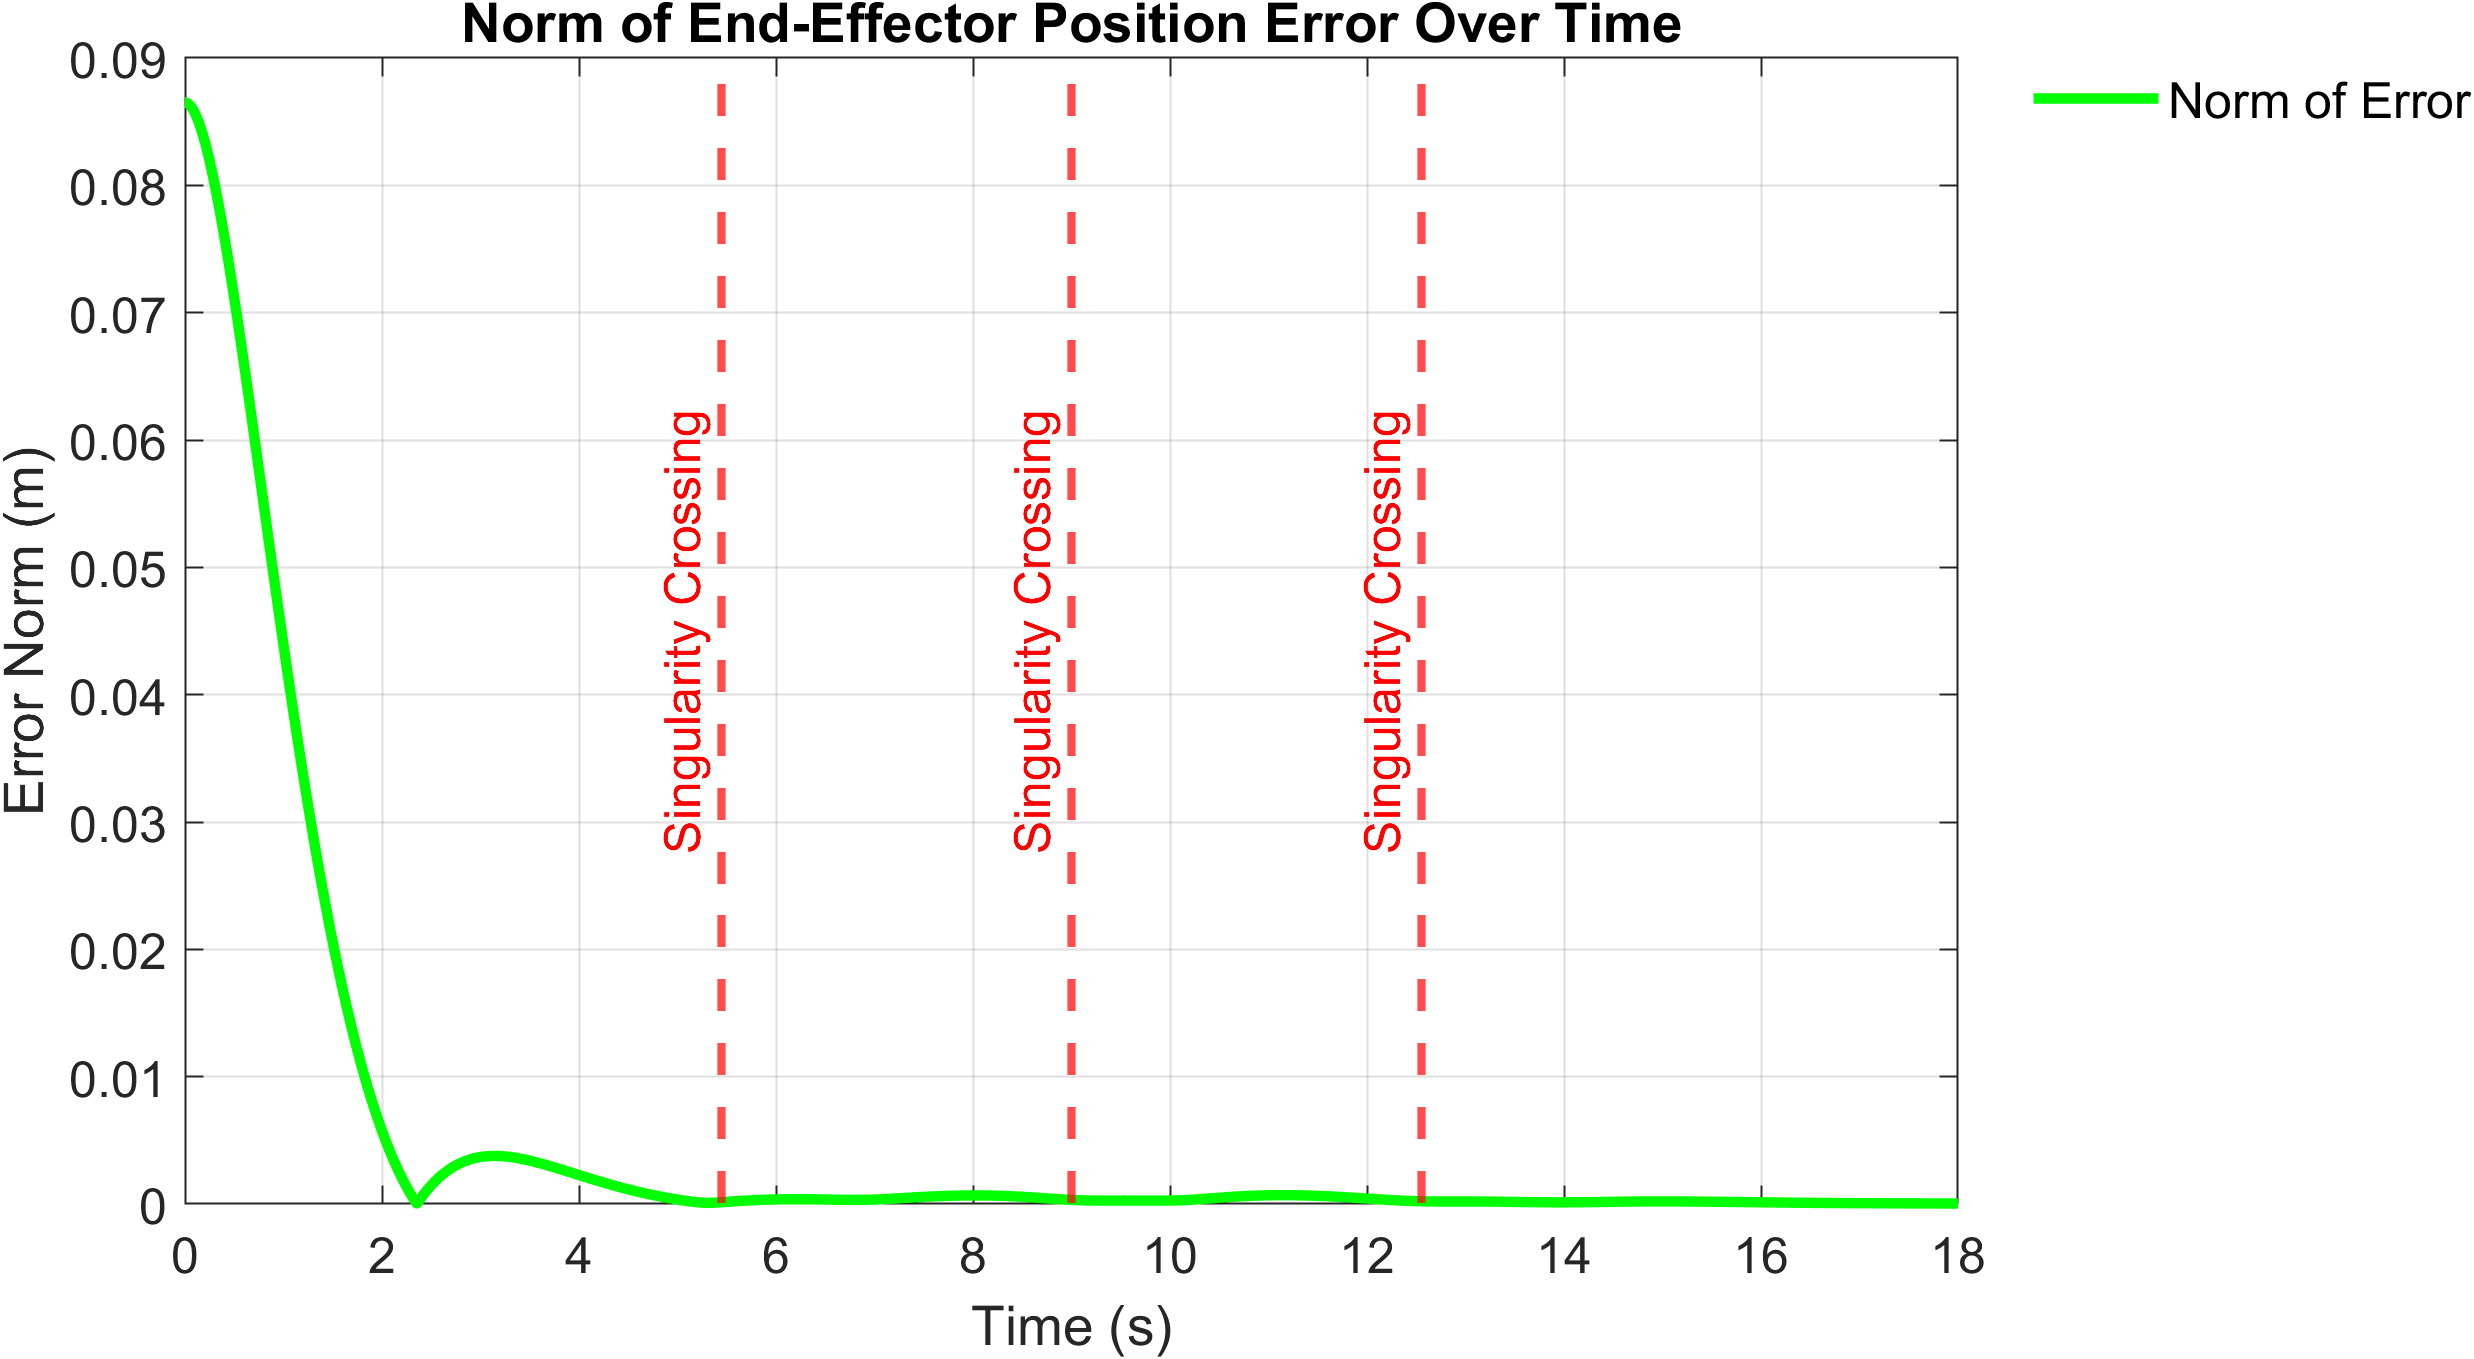 Norm of End-Effector Position Error Over Time
Norm of Error
Error Norm (m)
0.09
0.08
0.07
0.06
0.05
0.04
0.03
0.02
0.01
0
Singularity Crossing
Singularity Crossing
Singularity Crossing
0 2 4 6 8 10 12 14 16 18
Time (s)